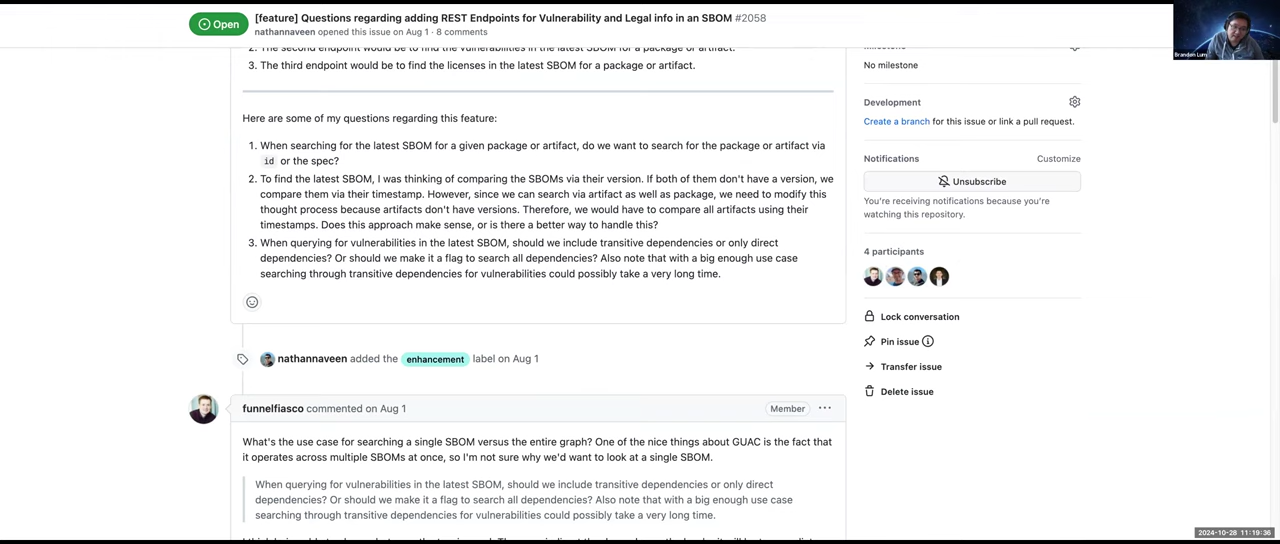 Open
[feature] Questions regarding adding REST Endpoints for Vulnerability and Legal info in an SBOM #2058
nathannaveen opened this issue on Aug 1 · 8 comments
2. The second endpoint would be to find the vulnerabilities in the latest SBOM for a package or artifact.
3. The third endpoint would be to find the licenses in the latest SBOM for a package or artifact.
Here are some of my questions regarding this feature:
1. When searching for the latest SBOM for a given package or artifact, do we want to search for the package or artifact via
id or the spec?
2. To find the latest SBOM, I was thinking of comparing the SBOMs via their version. If both of them don't have a version, we
compare them via their timestamp. However, since we can search via artifact as well as package, we need to modify this
thought process because artifacts don't have versions. Therefore, we would have to compare all artifacts using their
timestamps. Does this approach make sense, or is there a better way to handle this?
3. When querying for vulnerabilities in the latest SBOM, should we include transitive dependencies or only direct
dependencies? Or should we make it a flag to search all dependencies? Also note that with a big enough use case
searching through transitive dependencies for vulnerabilities could possibly take a very long time.
nathannaveen added the enhancement label on Aug 1
funnelfiasco commented on Aug 1
Member
What's the use case for searching a single SBOM versus the entire graph? One of the nice things about GUAC is the fact that
it operates across multiple SBOMs at once, so I'm not sure why we'd want to look at a single SBOM.
When querying for vulnerabilities in the latest SBOM, should we include transitive dependencies or only direct
dependencies? Or should we make it a flag to search all dependencies? Also note that with a big enough use case
searching through transitive dependencies for vulnerabilities could possibly take a very long time.
Milestone
No milestone
Development
Create a branch for this issue or link a pull request.
Notifications
Customize
Unsubscribe
You're receiving notifications because you're
watching this repository.
4 participants
Lock conversation
Pin issue
Transfer issue
Delete issue
Brandon Lum
2024-10-28 11:19:36